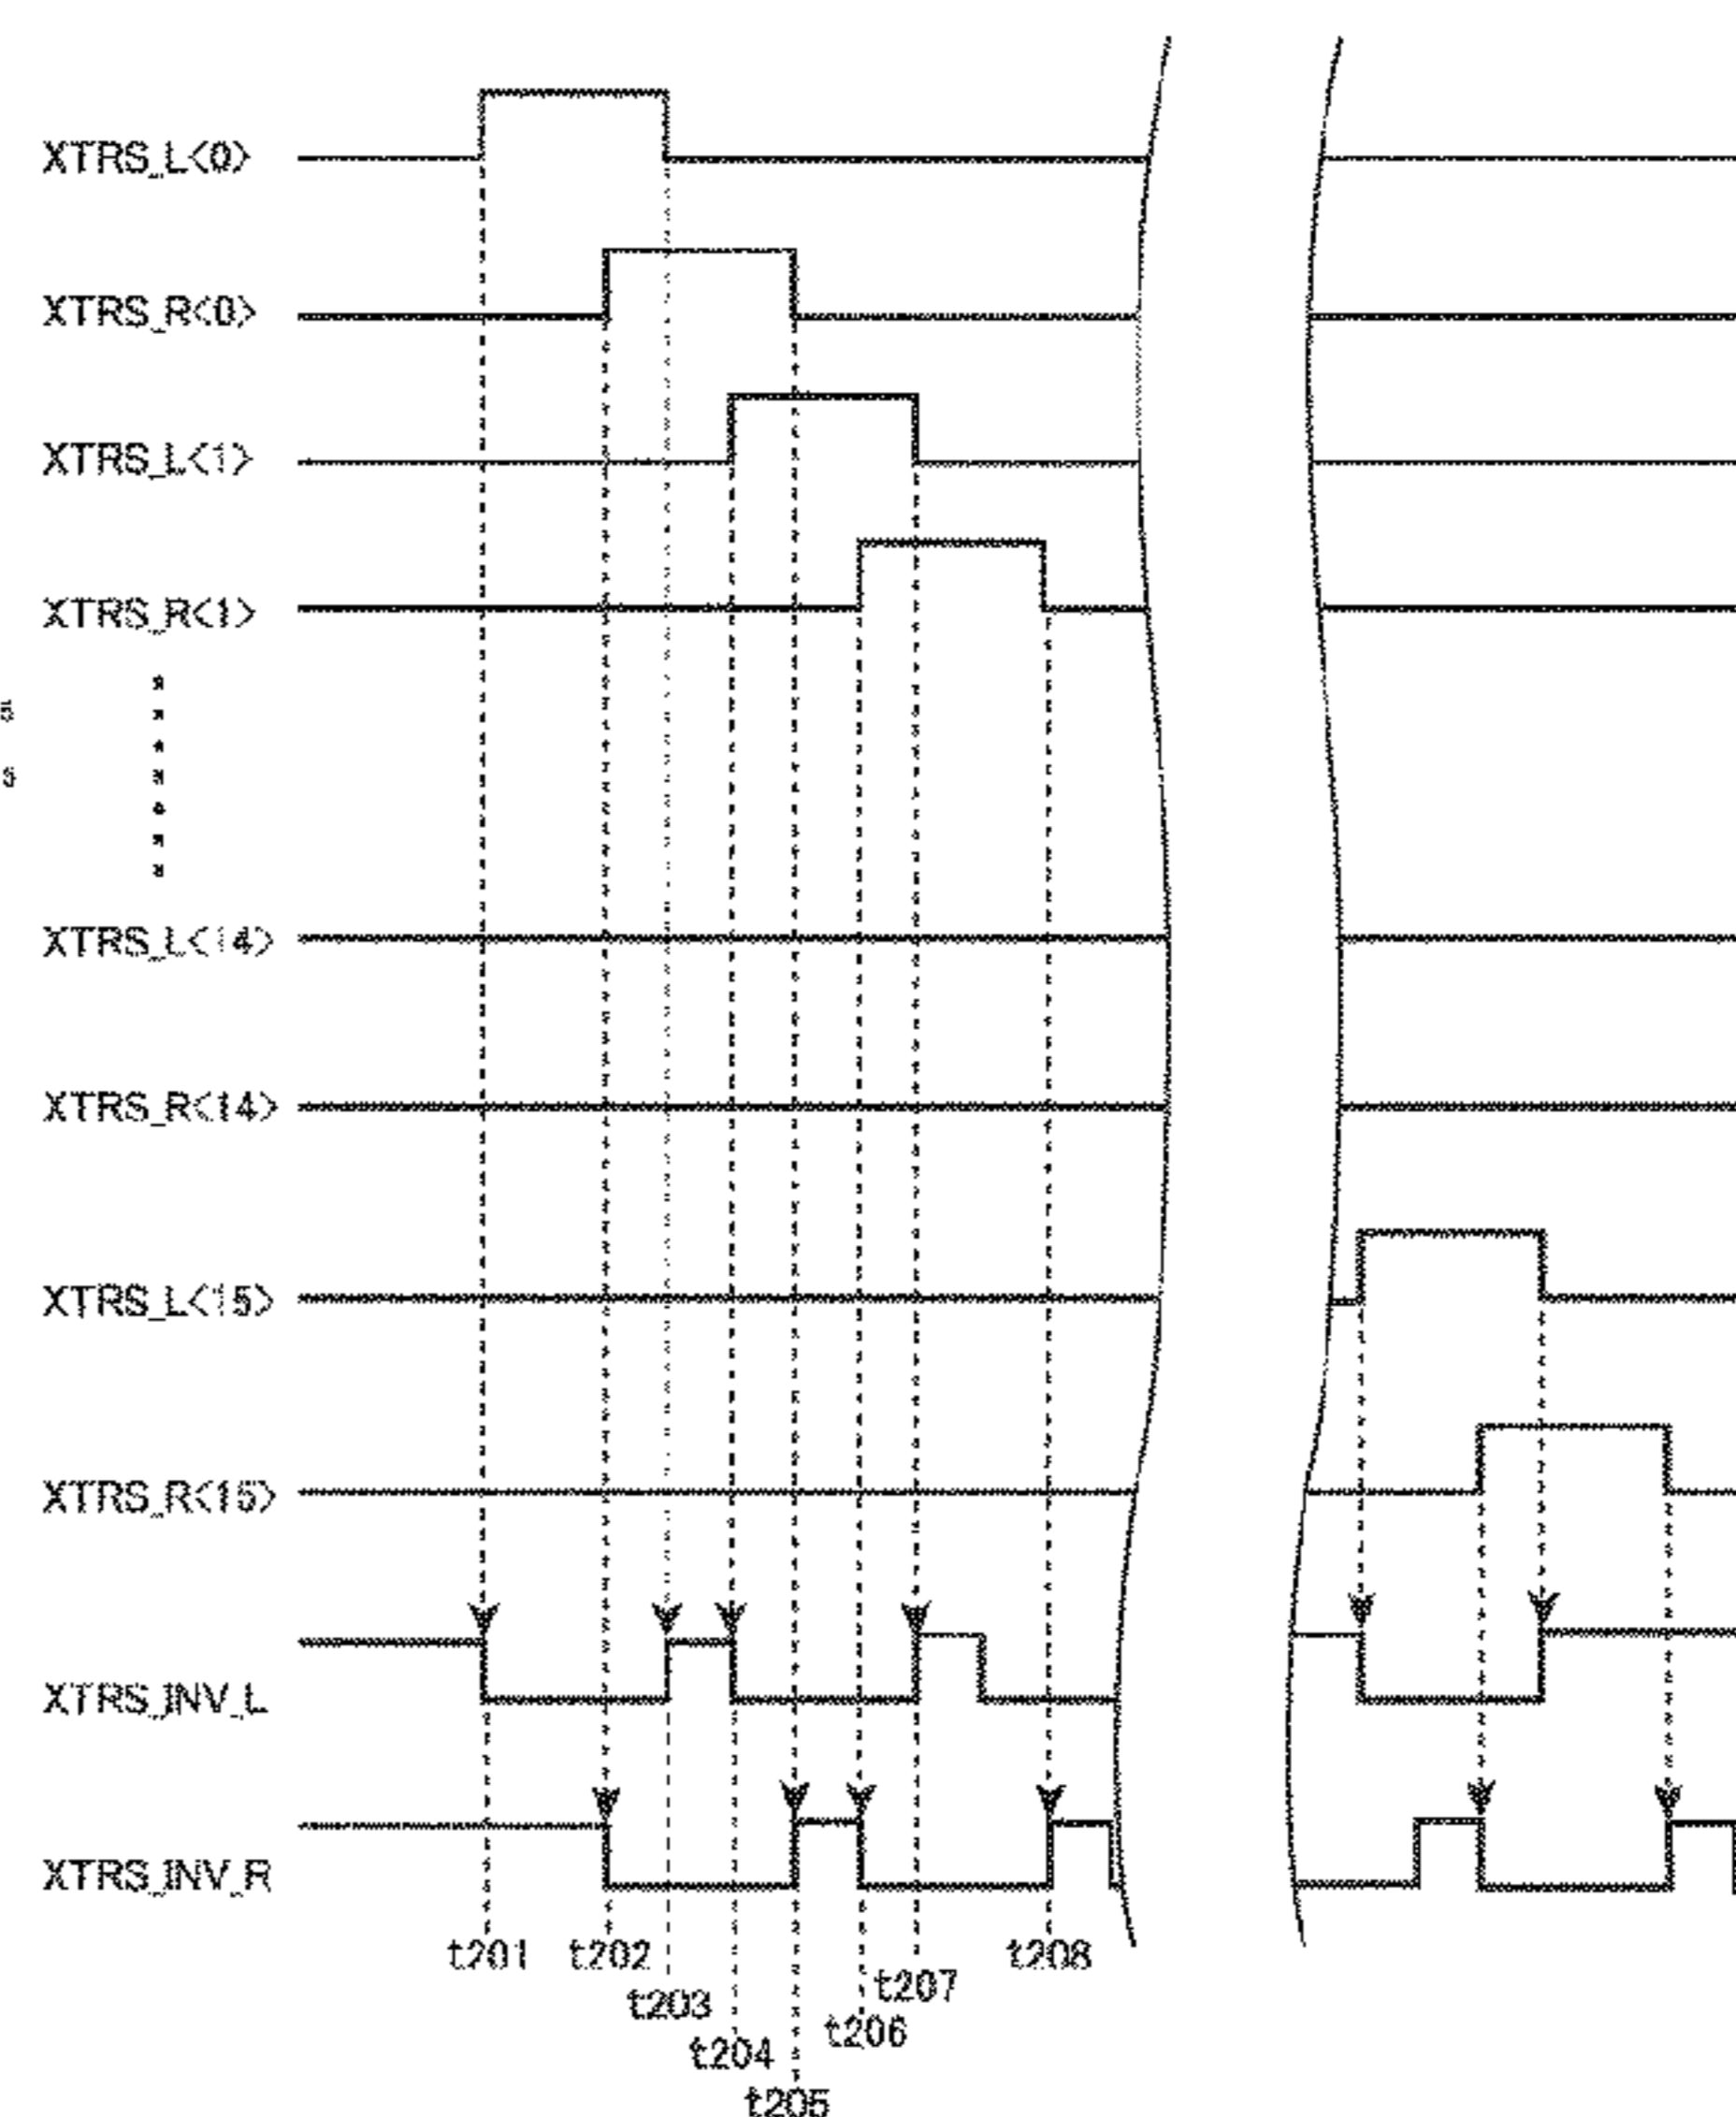 XTRS_L<0>
XTRS_R<0>
XTRS_L<1>
XTRS_R<1>
XTRS_L<14>
XTRS_R<14>
XTRS_L<15>
XTRS_R<15>
XTRS_INV_L
XTRS_INV_R
t201 t202 t208
t207
t203
t206
t204
t205